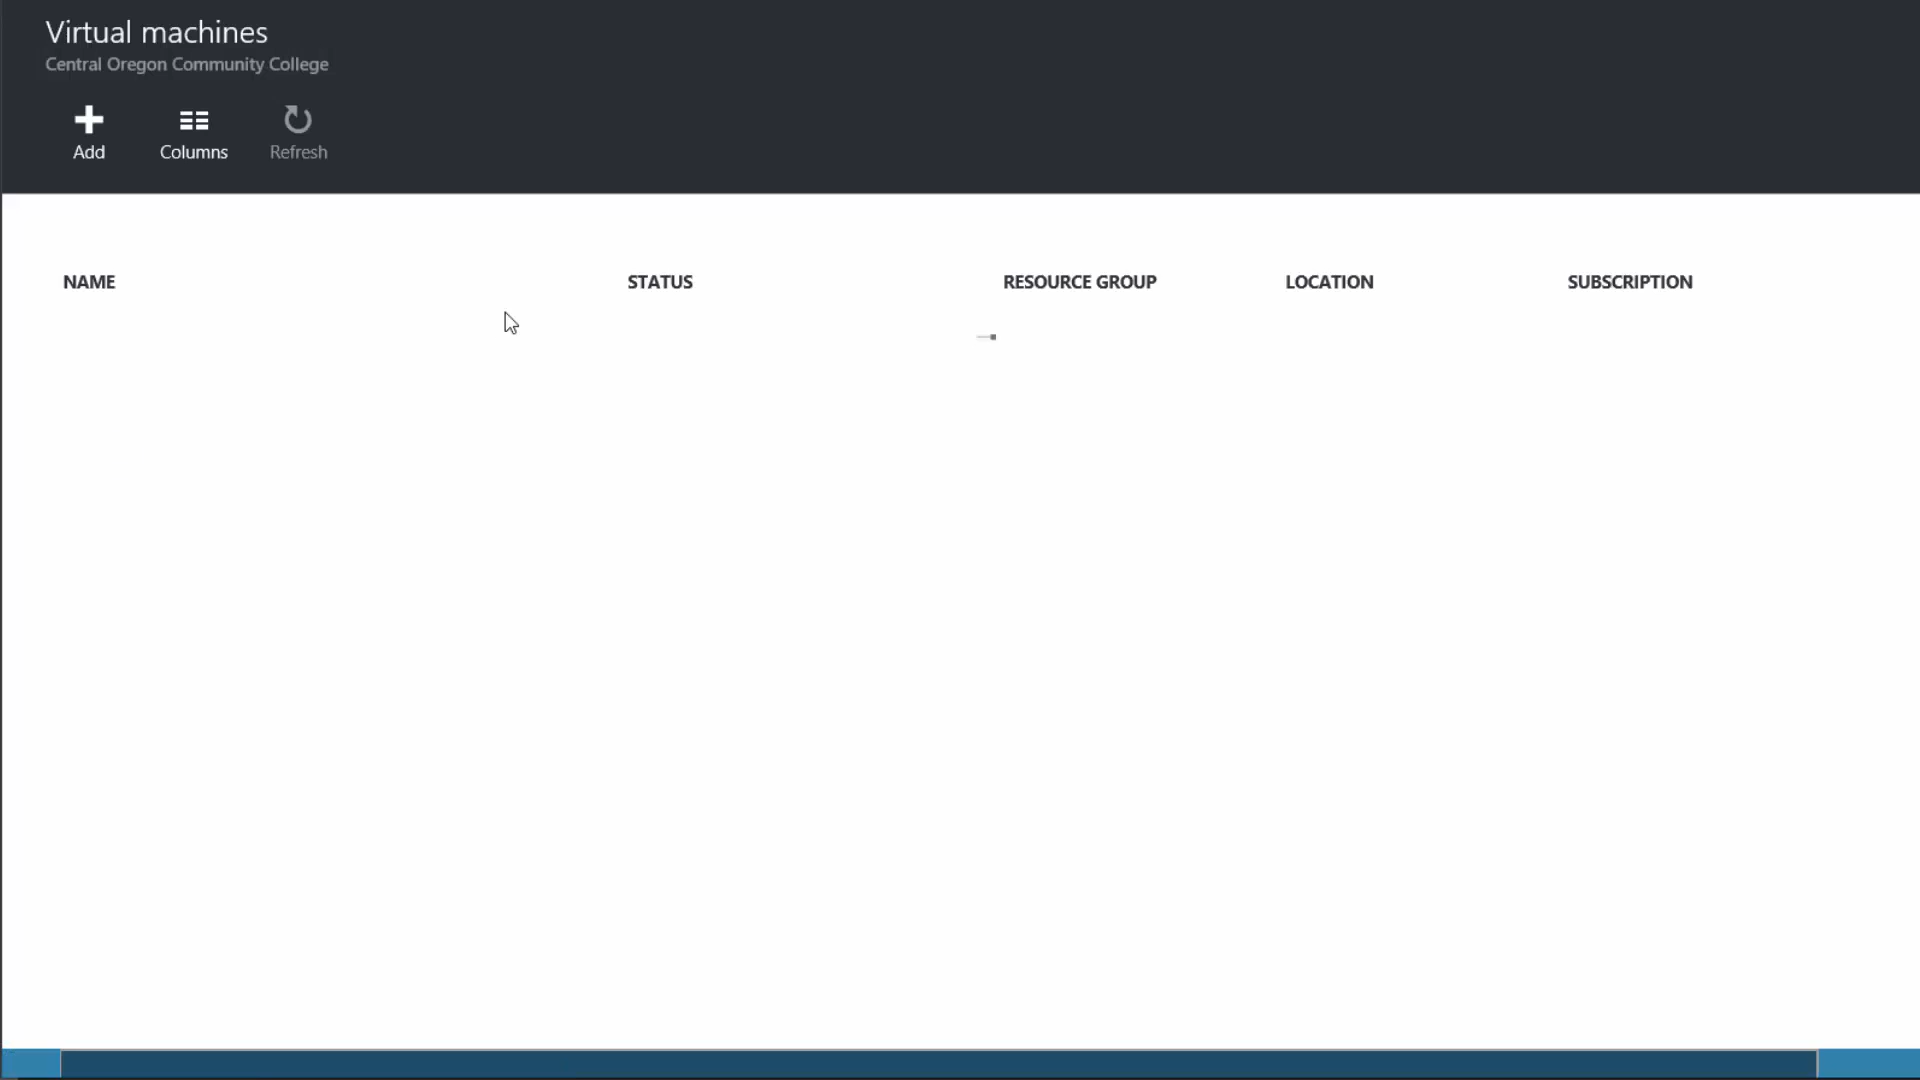 Virtual machines
Central Oregon Community College
Add Columns Refresh
NAME STATUS RESOURCE GROUP LOCATION SUBSCRIPTION